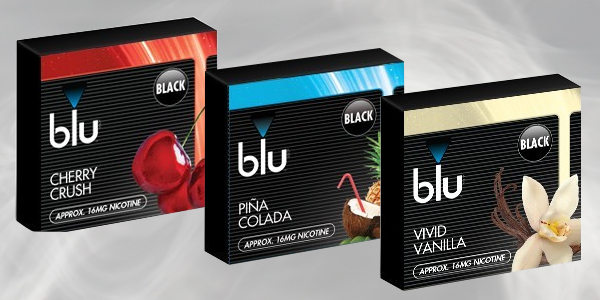 BLACK
blu
CHERRY
CRUSH
APPROX. 16MG NICOTINE
BLACK
blu
PIÑA
COLADA
APPROX. 16MG NICOTINE
BLACK
blu
VIVID
VANILLA
APPROX. 16MG NICOTINE